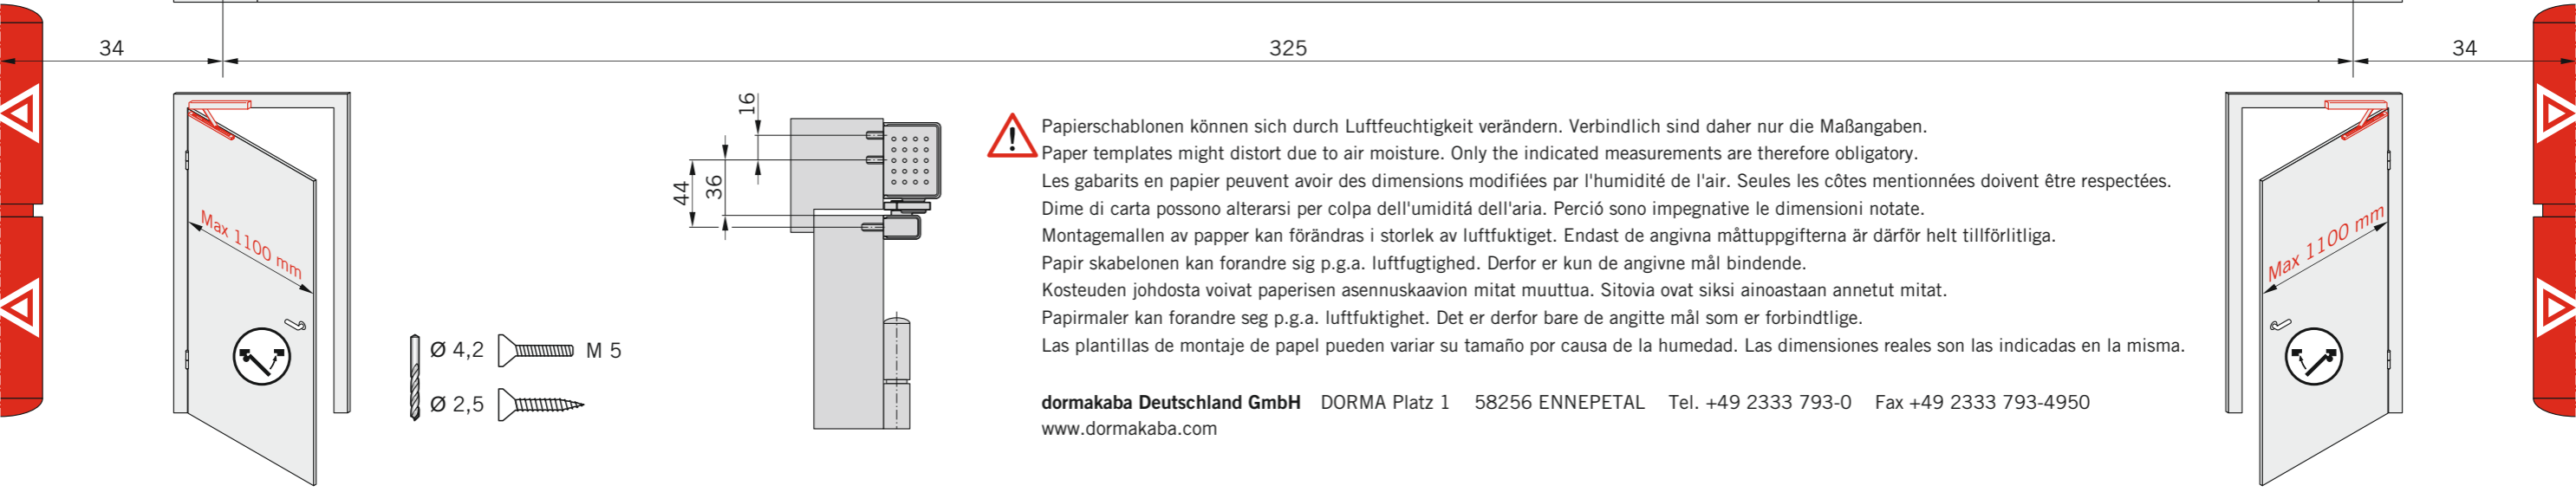 34 325 34
Max 1100 mm
Ø 4,2 M 5
Ø 2,5
16
44 36
Papierschablonen können sich durch Luftfeuchtigkeit verändern. Verbindlich sind daher nur die Maßangaben.
Paper templates might distort due to air moisture. Only the indicated measurements are therefore obligatory.
Les gabarits en papier peuvent avoir des dimensions modifiées par l'humidité de l'air. Seules les côtes mentionnées doivent être respectées.
Dime di carta possono alterarsi per colpa dell'umiditá dell'aria. Perció sono impegnative le dimensioni notate.
Montagemallen av papper kan förändras i storlek av luftfuktiget. Endast de angivna måttuppgifterna är därför helt tillförlitliga.
Papir skabelonen kan forandre sig p.g.a. luftfugtighed. Derfor er kun de angivne mål bindende.
Kosteuden johdosta voivat paperisen asennuskaavion mitat muuttua. Sitovia ovat siksi ainoastaan annetut mitat.
Papirmaler kan forandre seg p.g.a. luftfuktighet. Det er derfor bare de angitte mål som er forbindtlige.
Las plantillas de montaje de papel pueden variar su tamaño por causa de la humedad. Las dimensiones reales son las indicadas en la misma.
dormakaba Deutschland GmbH DORMA Platz 1 58256 ENNEPETAL Tel. +49 2333 793-0 Fax +49 2333 793-4950
www.dormakaba.com
Max 1100 mm